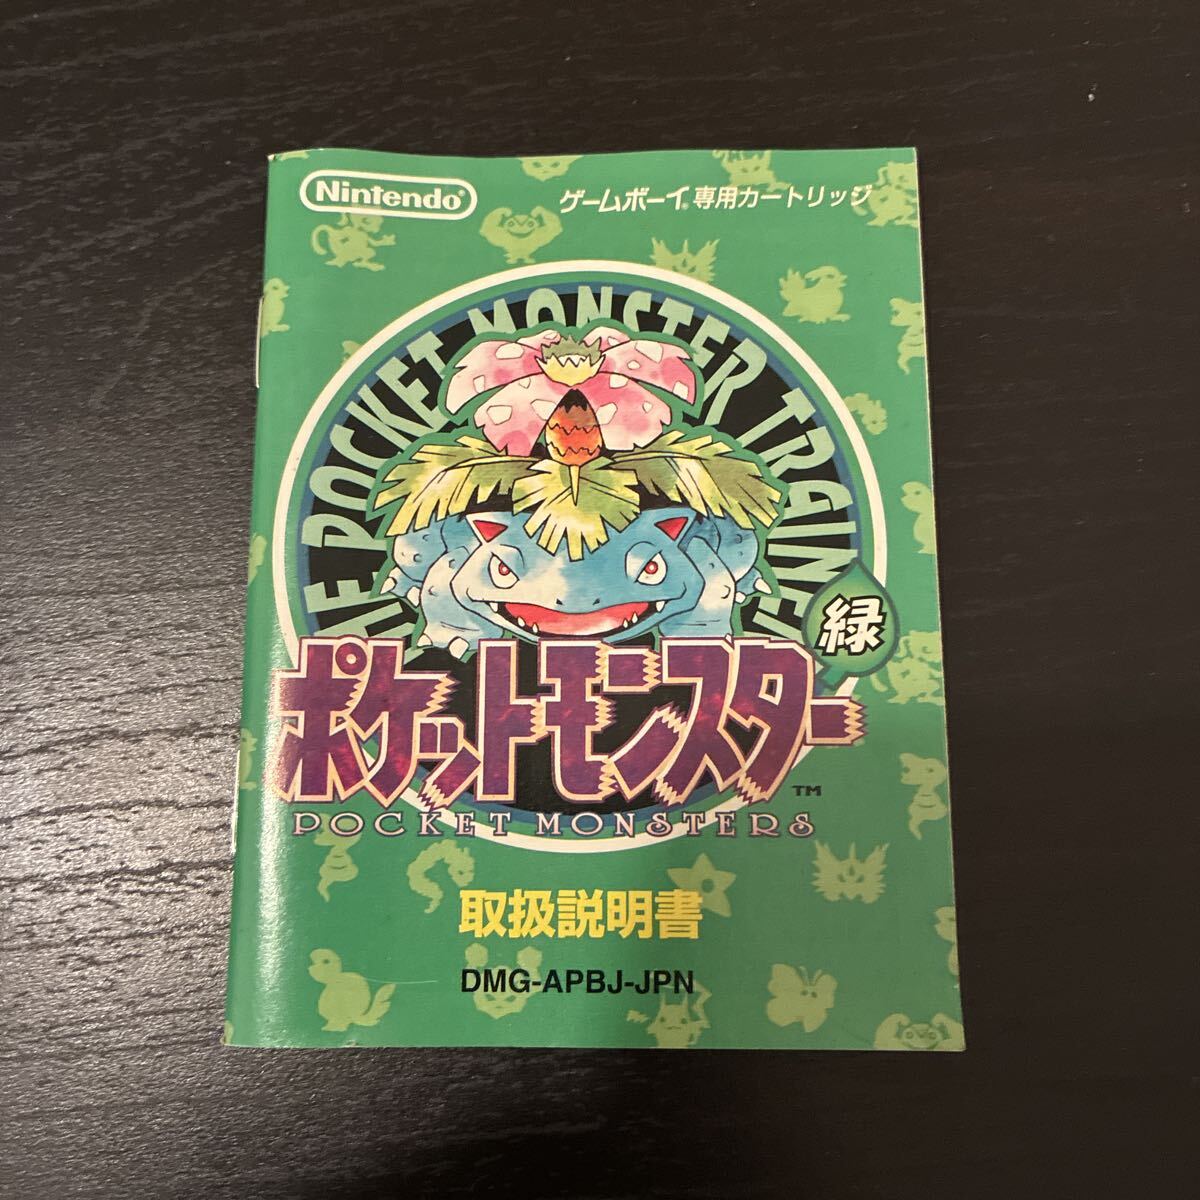 Nintendo®
ゲームボーイ®専用カートリッジ
THE POCKET MONSTER TRAINER
緑
ポケットモンスター
TM
POCKET MONSTERS
取扱説明書
DMG-APBJ-JPN